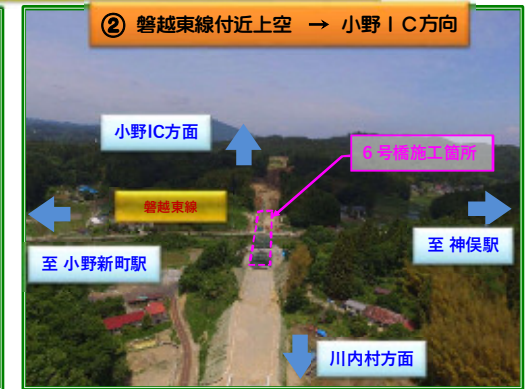 ② 磐越東線付近上空 → 小野ＩＣ方向
小野IC方面
６号橋施工箇所
磐越東線
至 小野新町駅
至 神俣駅
川内村方面